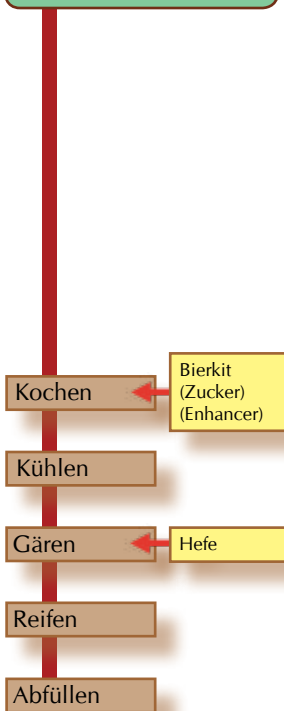 Kochen
Bierkit
(Zucker)
(Enhancer)
Kühlen
Gären
Hefe
Reifen
Abfüllen